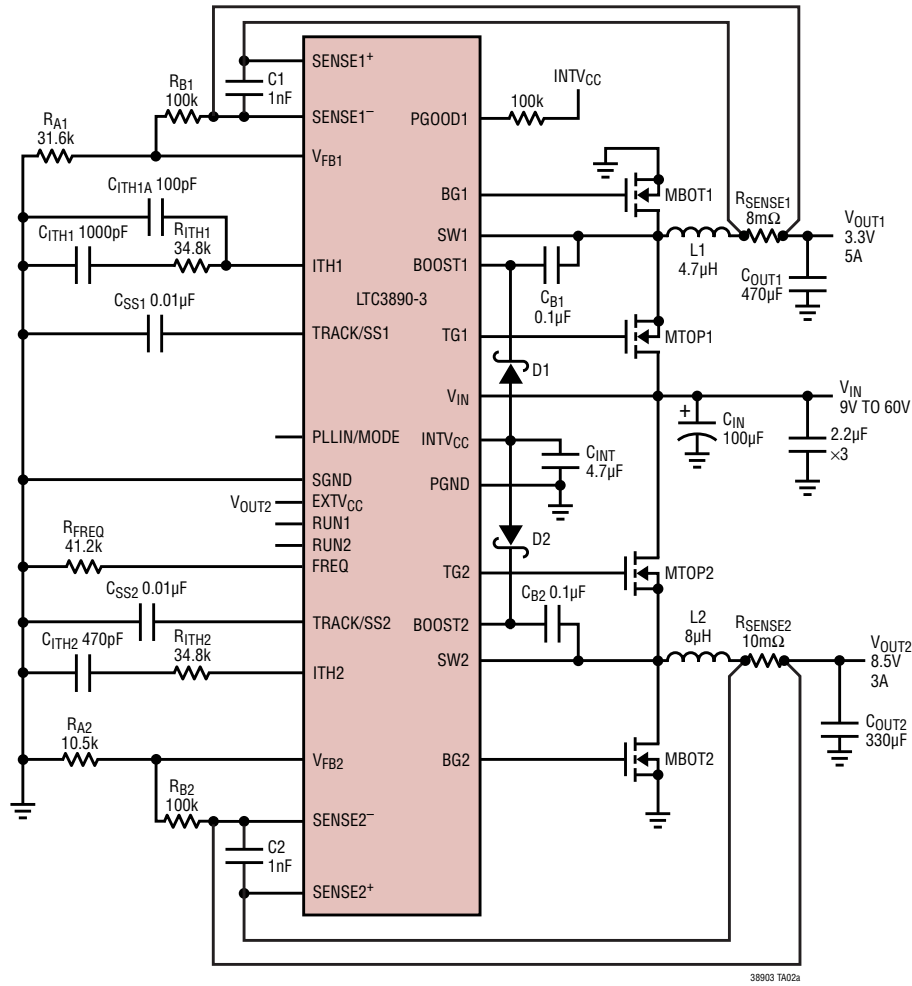 SENSE1+
C1
1nF
INTVCC
RB1
100k
SENSE1–
100k
PGOOD1
RA1
31.6k
VFB1
CITH1A 100pF
BG1
MBOT1
RSENSE1
8mΩ
VOUT1
3.3V
5A
CITH1 1000pF
RITH1
34.8k
SW1
L1
4.7µH
ITH1
BOOST1
COUT1
470µF
LTC3890-3
CB1
0.1µF
CSS1 0.01µF
TRACK/SS1
TG1
MTOP1
D1
VIN
VIN
9V TO 60V
+
CIN
100µF
2.2µF
×3
PLLIN/MODE
INTVCC
CINT
4.7µF
SGND
PGND
VOUT2
EXTVCC
RUN1
RUN2
RFREQ
41.2k
FREQ
D2
TG2
MTOP2
CSS2 0.01µF
CB2 0.1µF
TRACK/SS2
BOOST2
L2
8µH
RSENSE2
10mΩ
VOUT2
8.5V
3A
CITH2 470pF
RITH2
34.8k
SW2
ITH2
COUT2
330µF
RA2
10.5k
VFB2
BG2
MBOT2
RB2
100k
SENSE2–
C2
1nF
SENSE2+
38903 TA02a